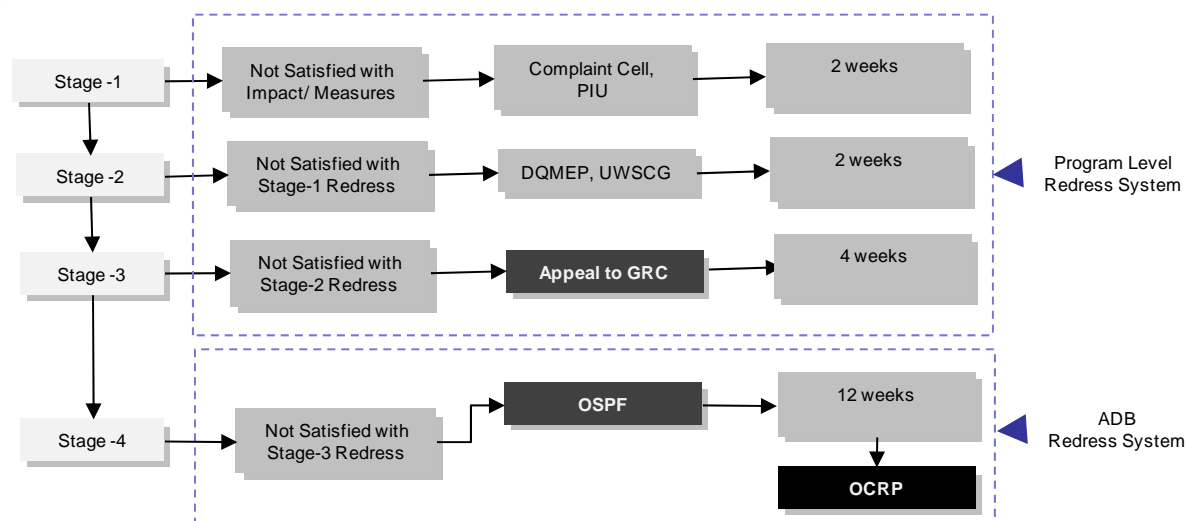 Stage -1
Not Satisfied with
Impact/ Measures
Complaint Cell,
PIU
2 weeks
Stage -2
Not Satisfied with
Stage-1 Redress
DQMEP, UWSCG
2 weeks
Program Level
Redress System
Stage -3
Not Satisfied with
Stage-2 Redress
Appeal to GRC
4 weeks
Stage -4
Not Satisfied with
Stage-3 Redress
OSPF
12 weeks
OCRP
ADB
Redress System